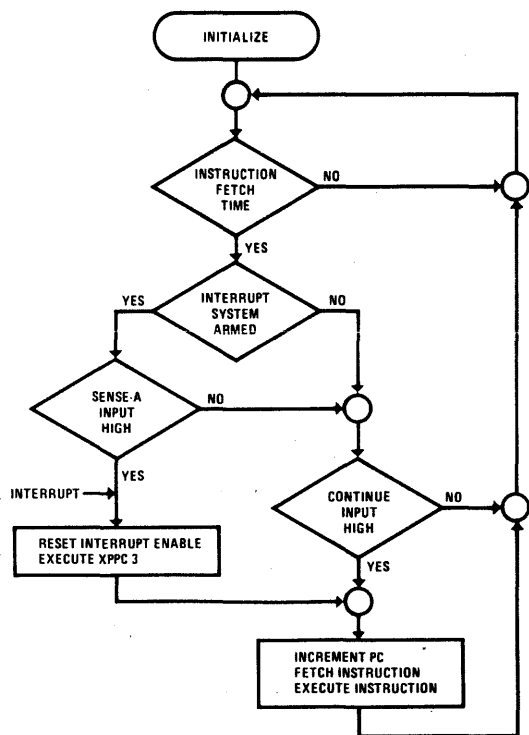 INITIALIZE
INSTRUCTION
FETCH
TIME
NO
YES
YES
INTERRUPT
SYSTEM
ARMED
NO
SENSE-A
INPUT
HIGH
NO
YES
INTERRUPT
CONTINUE
INPUT
HIGH
NO
YES
RESET INTERRUPT ENABLE
EXECUTE XPPC 3
INCREMENT PC
FETCH INSTRUCTION
EXECUTE INSTRUCTION